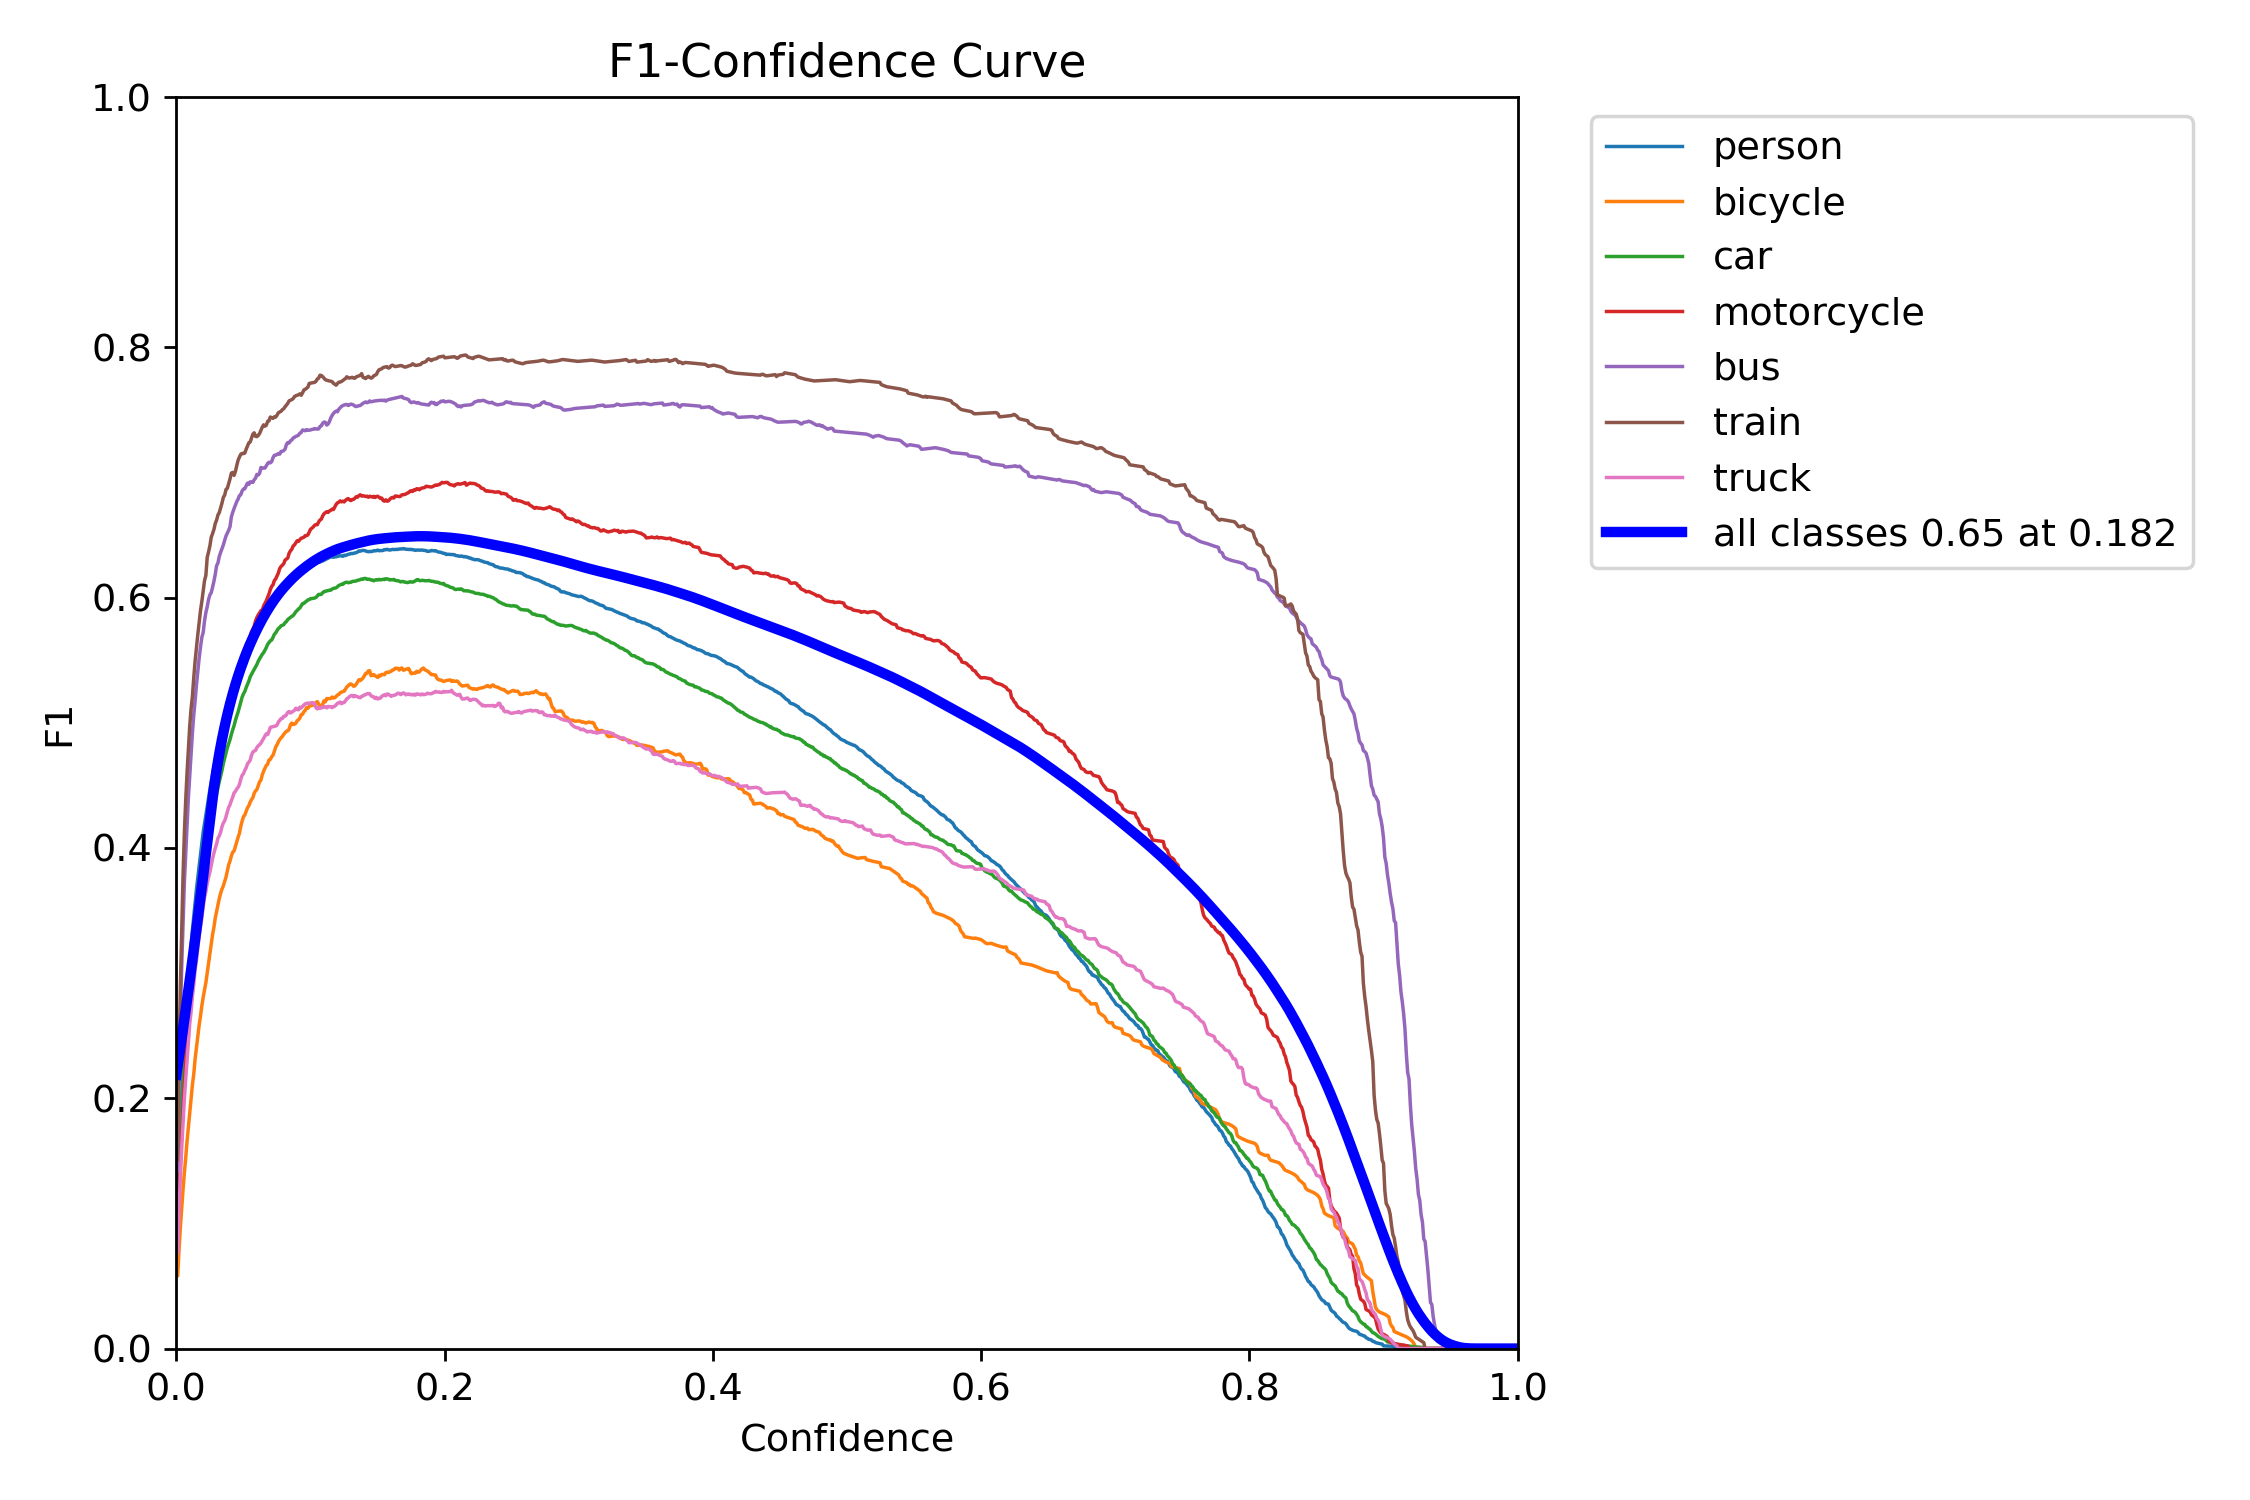 F1-Confidence Curve
1.0
0.8
0.6
0.4
0.2
0.0
F1
0.0 0.2 0.4 0.6 0.8 1.0
Confidence
person
bicycle
car
motorcycle
bus
train
truck
all classes 0.65 at 0.182